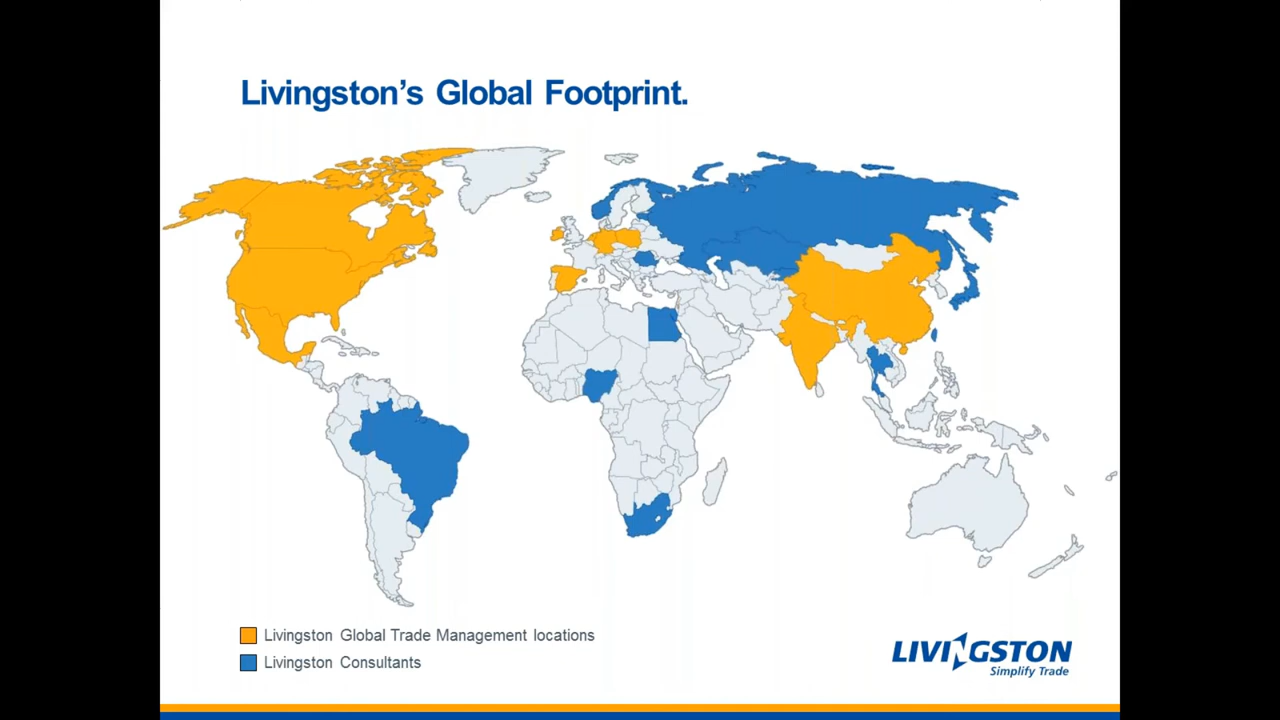 Livingston’s Global Footprint.
Livingston Global Trade Management locations
Livingston Consultants
LIVINGSTON
Simplify Trade